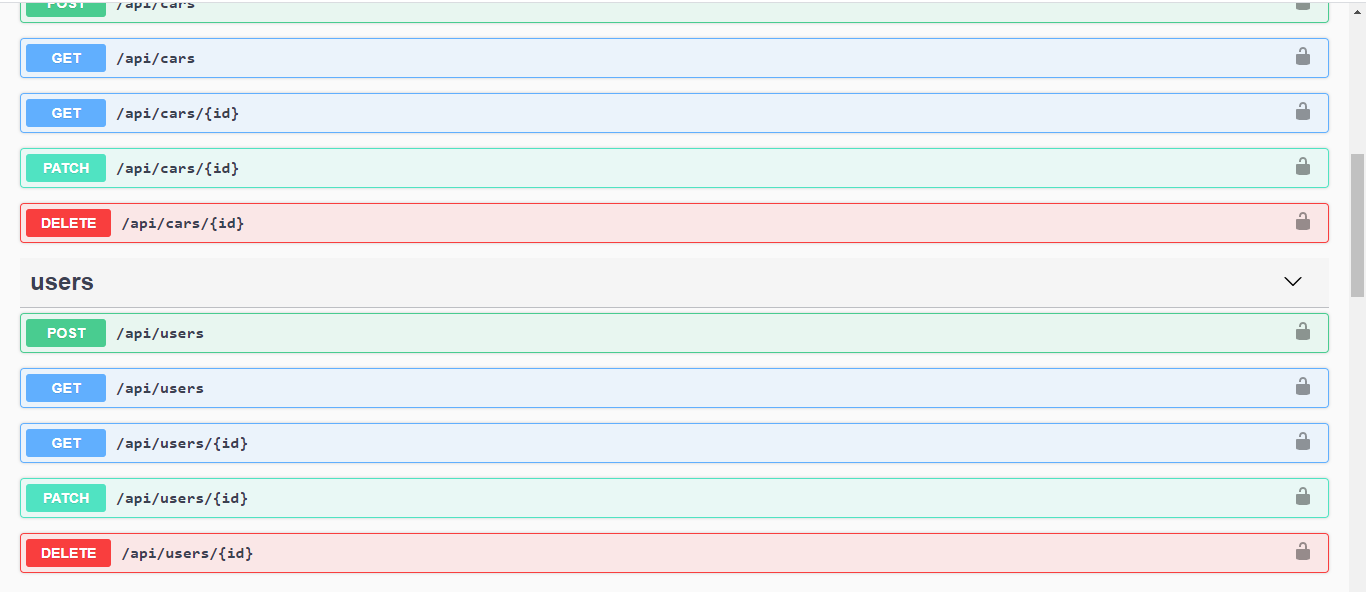 POST /api/cars
GET /api/cars
GET /api/cars/{id}
PATCH /api/cars/{id}
DELETE /api/cars/{id}
users
POST /api/users
GET /api/users
GET /api/users/{id}
PATCH /api/users/{id}
DELETE /api/users/{id}